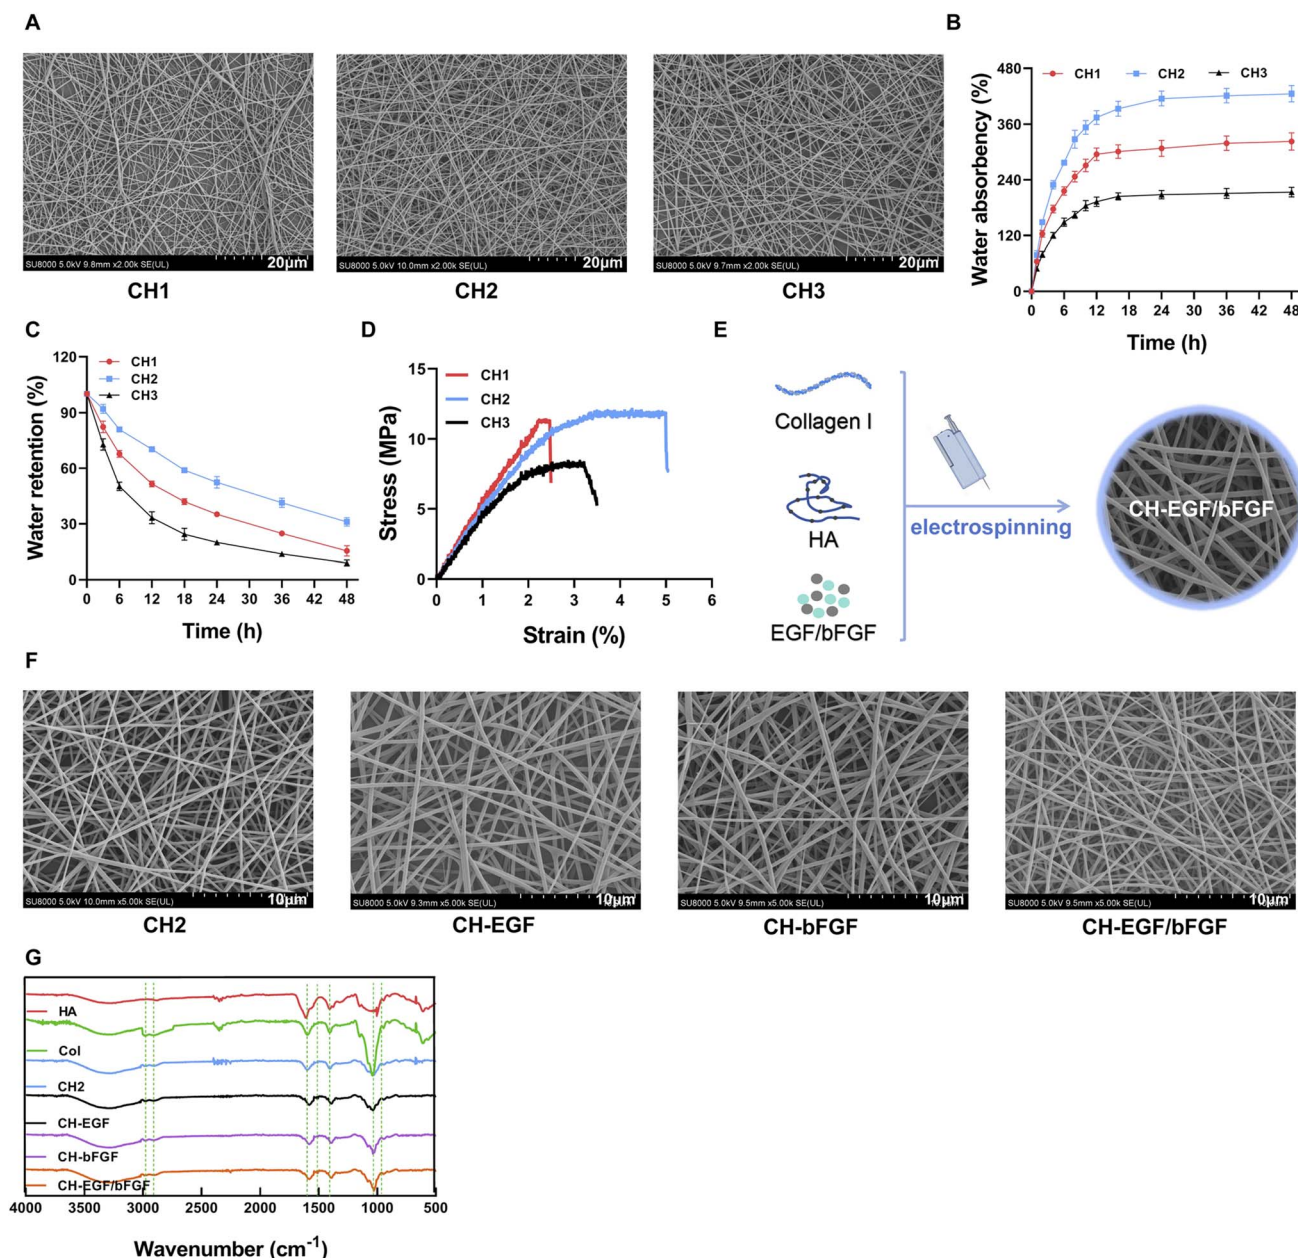 A
SU8000 5.0kV 9.8mm x2.00k SE(UL)
20μm
CH1
SU8000 5.0kV 10.0mm x2.00k SE(UL)
20μm
CH2
SU8000 5.0kV 9.7mm x2.00k SE(UL)
20μm
CH3
B
CH1 CH2 CH3
Water absorbency (%)
480
360
240
120
0
0 6 12 18 24 30 36 42 48
Time (h)
C
CH1
CH2
CH3
Water retention (%)
120
90
60
30
0
0 6 12 18 24 30 36 42 48
Time (h)
D
CH1
CH2
CH3
Stress (MPa)
15
10
5
0
0 1 2 3 4 5 6
Strain (%)
E
Collagen I
HA
EGF/bFGF
electrospinning
CH-EGF/bFGF
F
SU8000 5.0kV 10.0mm x5.00k SE(UL)
10μm
CH2
SU8000 5.0kV 9.3mm x5.00k SE(UL)
10μm
CH-EGF
SU8000 5.0kV 9.5mm x5.00k SE(UL)
10μm
CH-bFGF
SU8000 5.0kV 9.5mm x5.00k SE(UL)
10μm
CH-EGF/bFGF
G
HA
Col
CH2
CH-EGF
CH-bFGF
CH-EGF/bFGF
4000 3500 3000 2500 2000 1500 1000 500
Wavenumber (cm⁻¹)